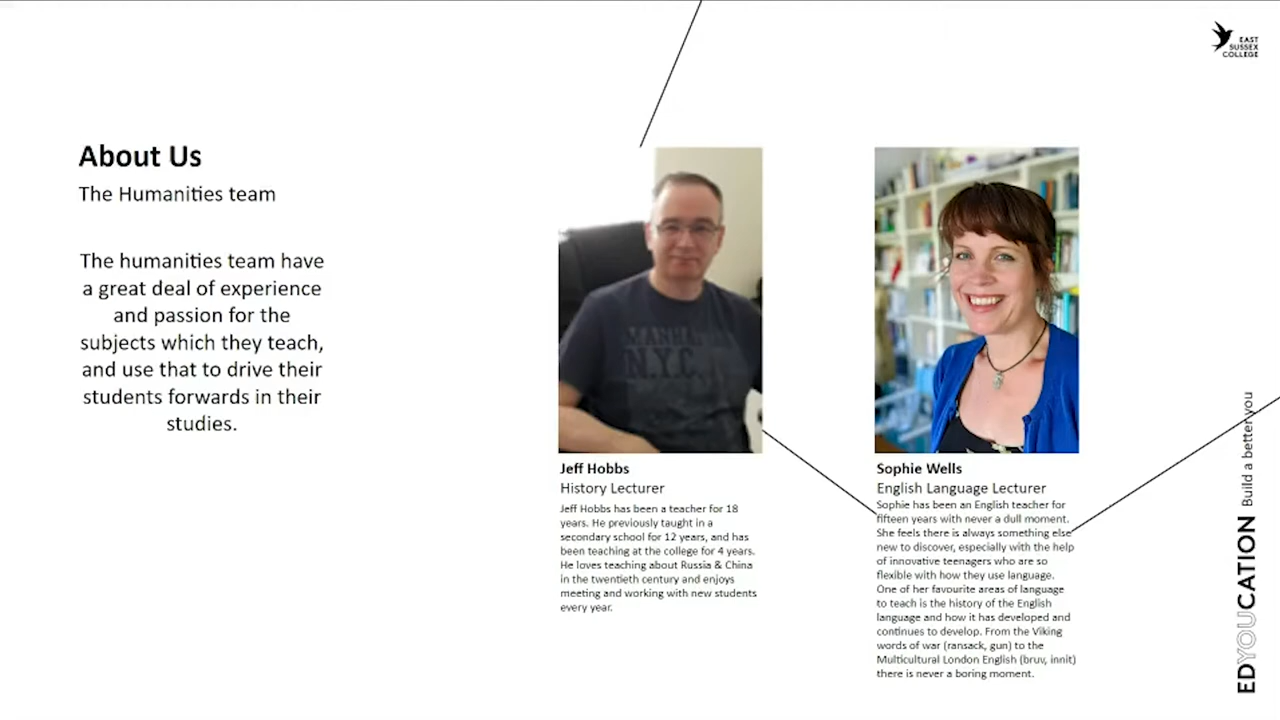 EAST
SUSSEX
COLLEGE
About Us
The Humanities team
The humanities team have
a great deal of experience
and passion for the
subjects which they teach,
and use that to drive their
students forwards in their
studies.
N.Y.C.
Jeff Hobbs
History Lecturer
Jeff Hobbs has been a teacher for 18
years. He previously taught in a
secondary school for 12 years, and has
been teaching at the college for 4 years.
He loves teaching about Russia & China
in the twentieth century and enjoys
meeting and working with new students
every year.
Sophie Wells
English Language Lecturer
Sophie has been an English teacher for
fifteen years with never a dull moment.
She feels there is always something else
new to discover, especially with the help
of innovative teenagers who are so
flexible with how they use language.
One of her favourite areas of language
to teach is the history of the English
language and how it has developed and
continues to develop. From the Viking
words of war (ransack, gun) to the
Multicultural London English (bruv, innit)
there is never a boring moment.
EDYOUCATION Build a better you